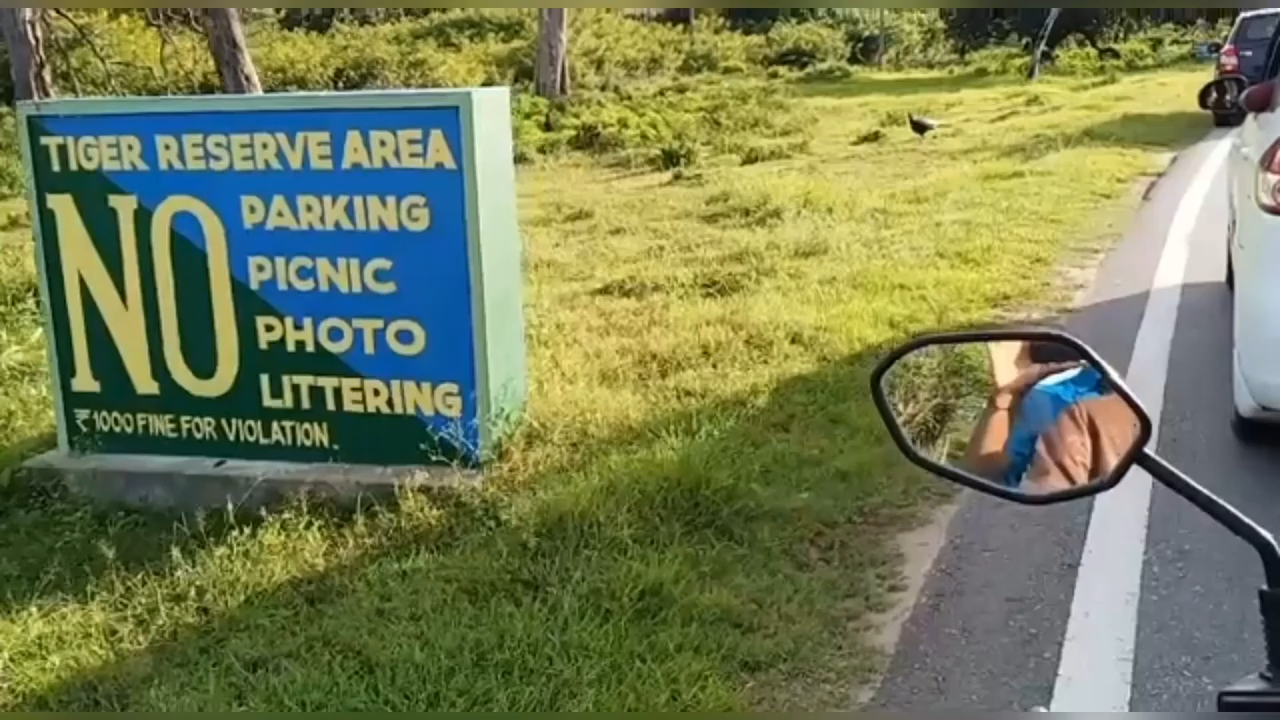 TIGER RESERVE AREA
NO
PARKING
PICNIC
PHOTO
LITTERING
₹1000 FINE FOR VIOLATION.